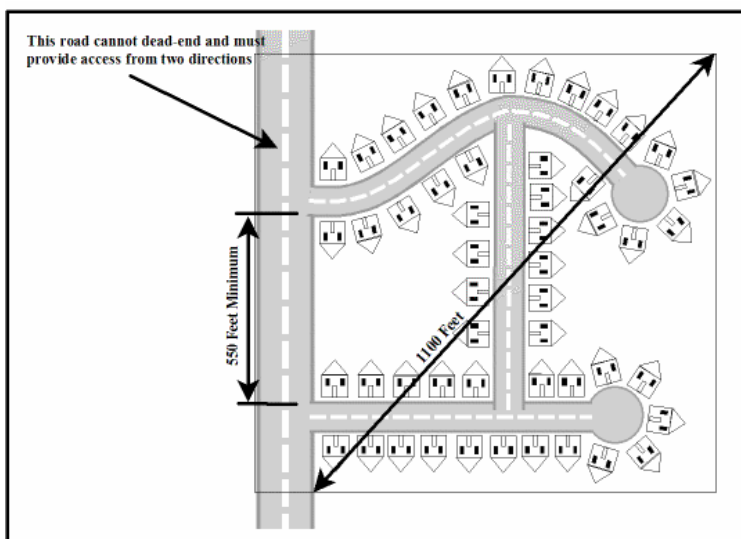 This road cannot dead-end and must
provide access from two directions
550 Feet Minimum
1100 Feet